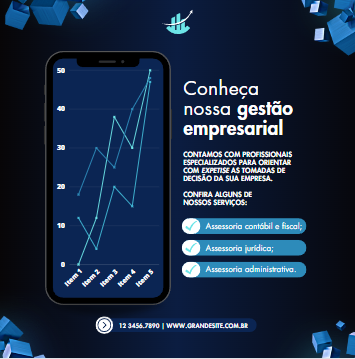 50
40
30
20
10
0
Item 1
Item 2
Item 3
Item 4
Item 5
Conheça
nossa gestão
empresarial
CONTAMOS COM PROFISSIONAIS
ESPECIALIZADOS PARA ORIENTAR
COM EXPETISE AS TOMADAS DE
DECISÃO DA SUA EMPRESA.
CONFIRA ALGUNS DE
NOSSOS SERVIÇOS:
Assessoria contábil e fiscal;
Assessoria jurídica;
Assessoria administrativa.
12 3456.7890 | WWW.GRANDESITE.COM.BR